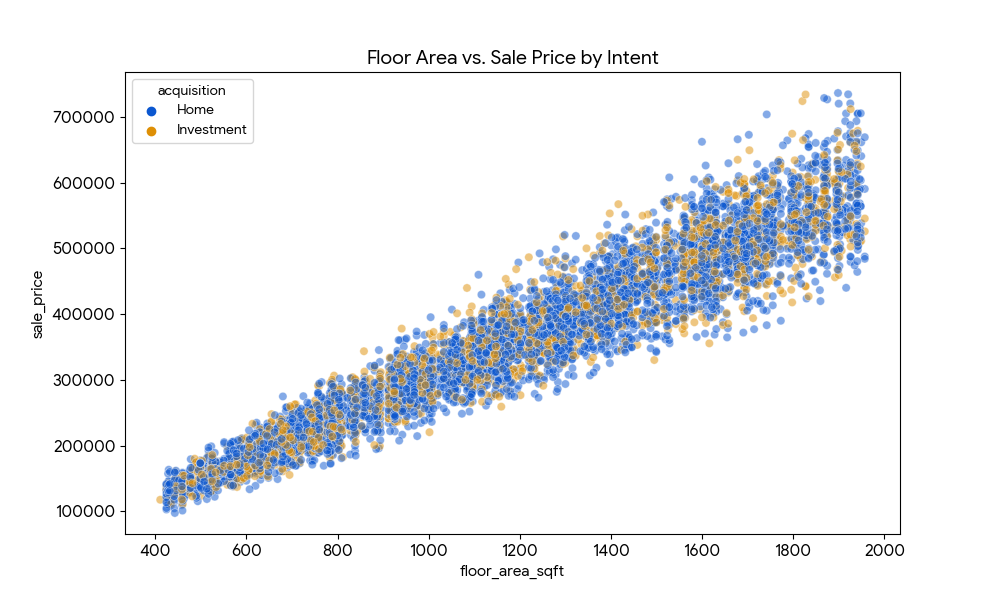 Floor Area vs. Sale Price by Intent
acquisition
Home
Investment
700000
600000
500000
400000
300000
200000
100000
sale_price
400 600 800 1000 1200 1400 1600 1800 2000
floor_area_sqft